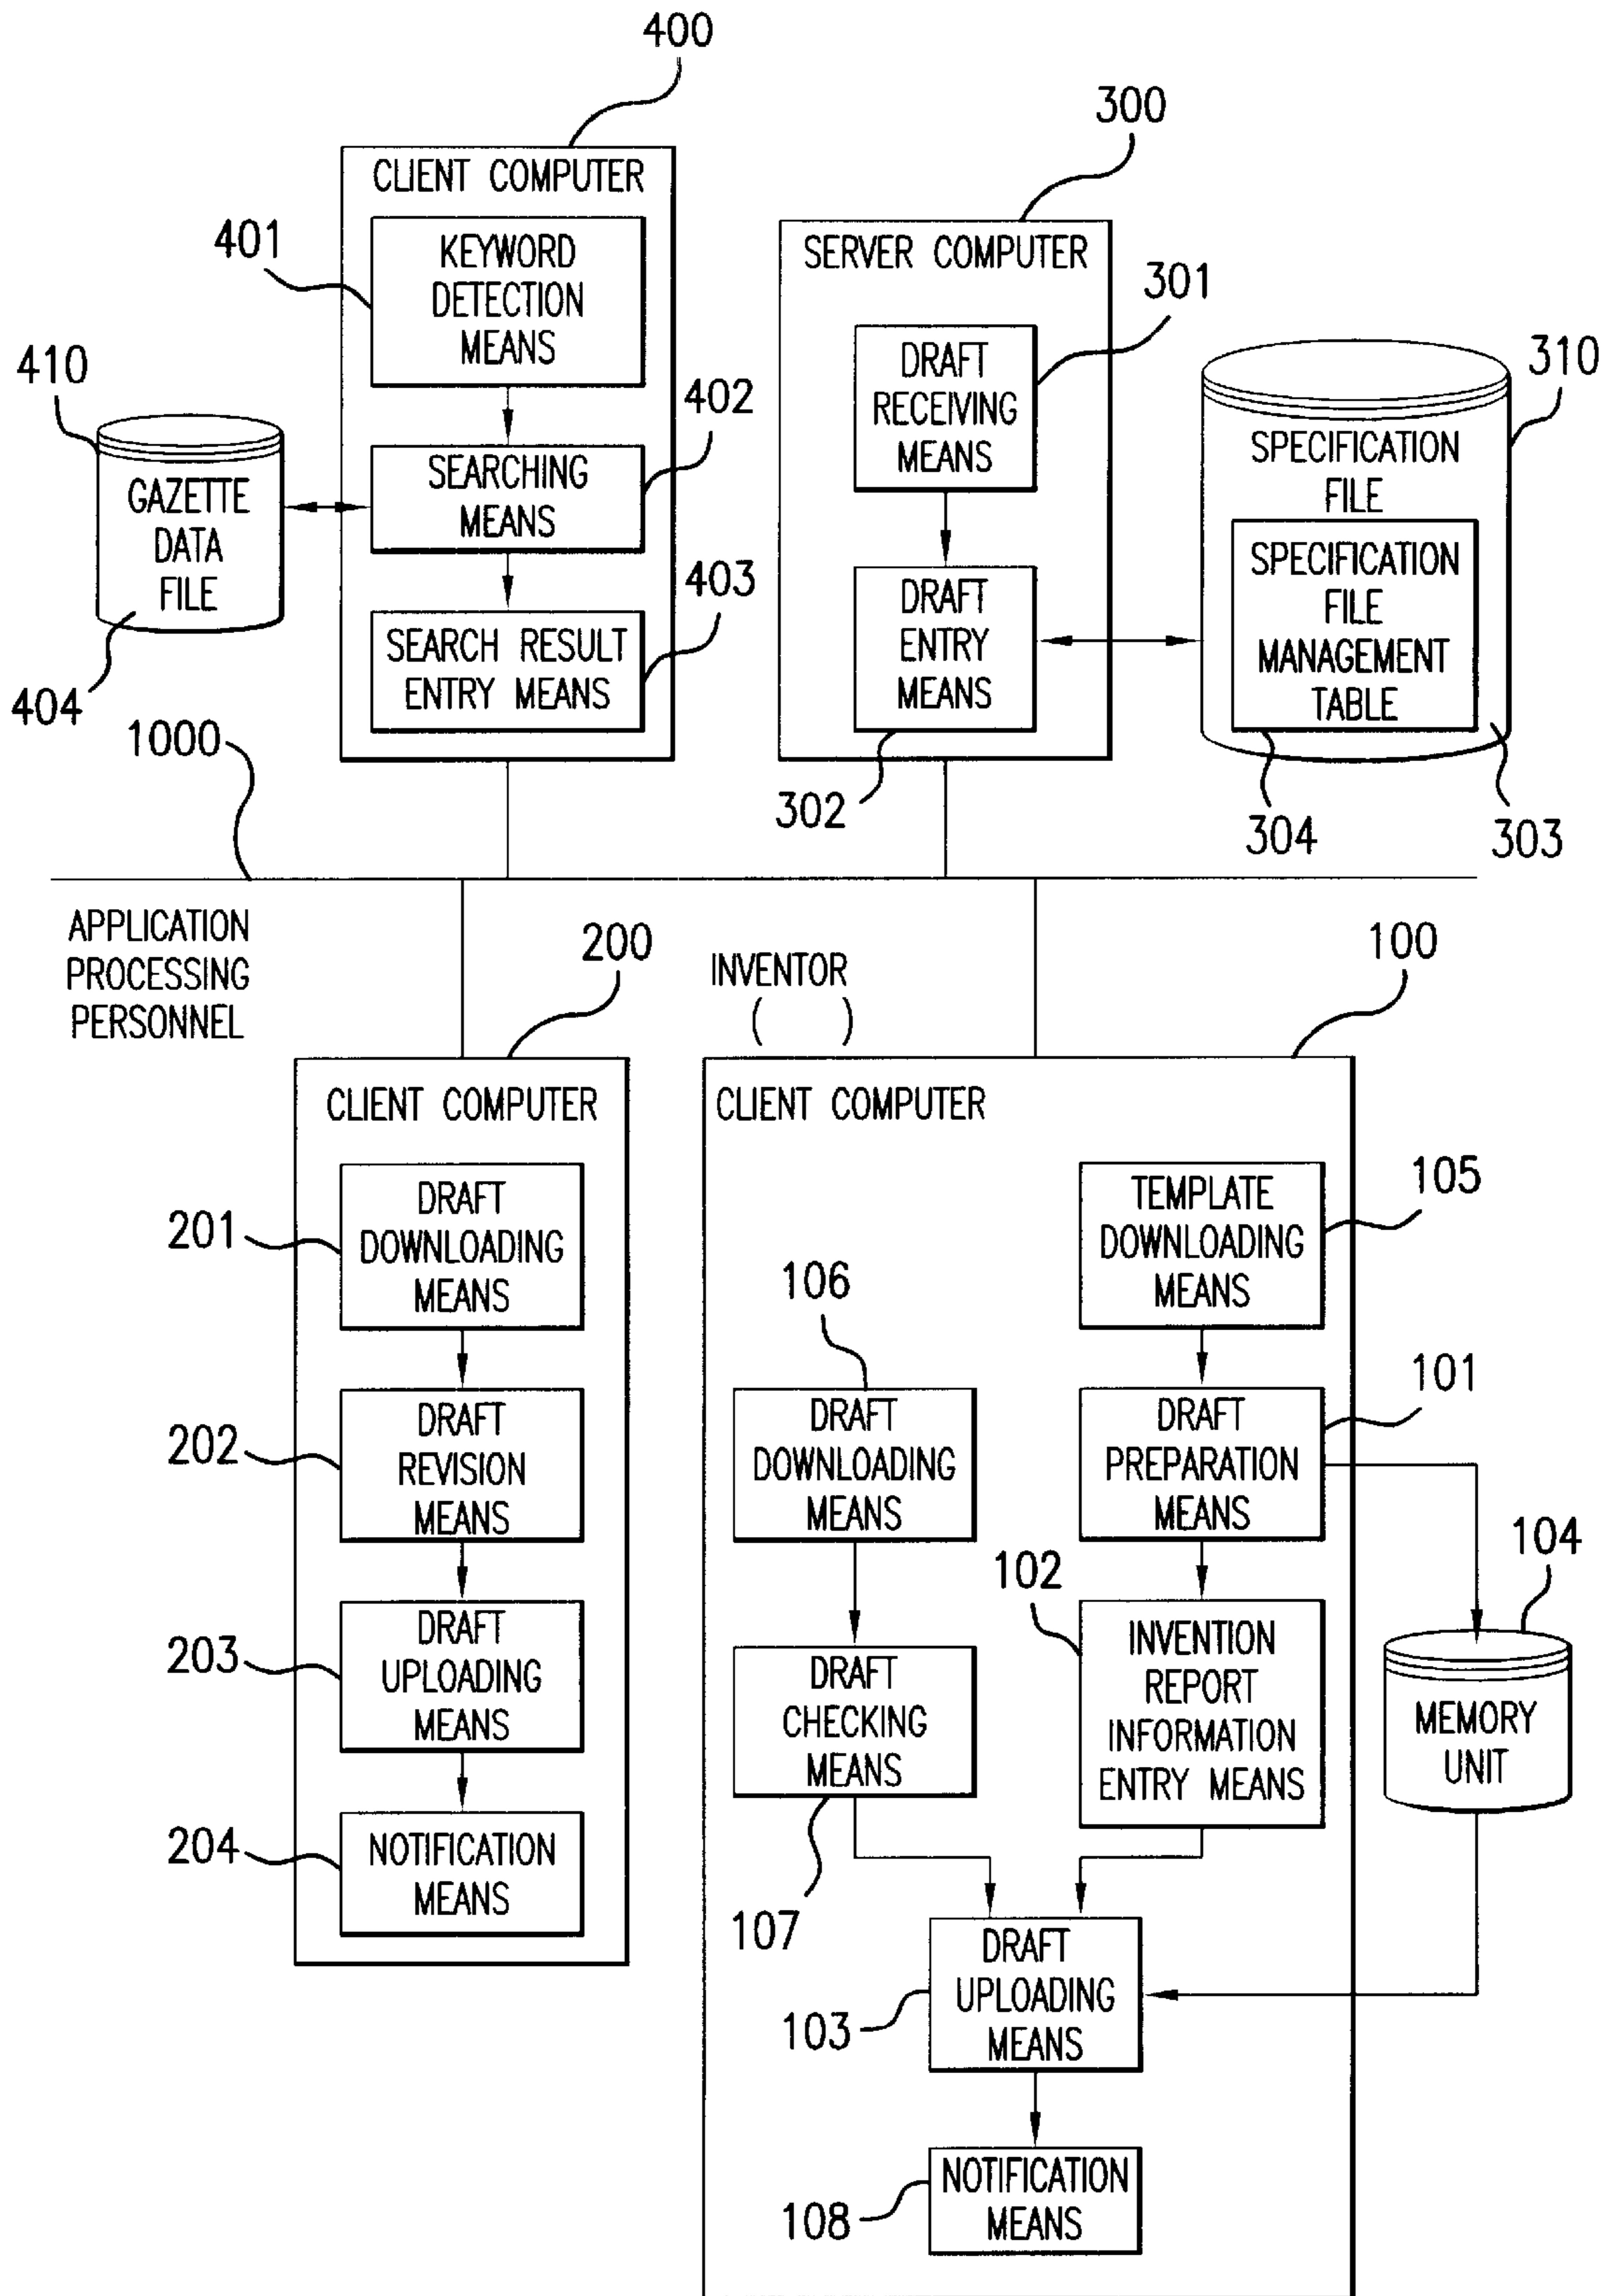 400
CLIENT COMPUTER
401
KEYWORD
DETECTION
MEANS
402
SEARCHING
MEANS
403
SEARCH RESULT
ENTRY MEANS
410
GAZETTE
DATA
FILE
404
300
SERVER COMPUTER
301
DRAFT
RECEIVING
MEANS
DRAFT
ENTRY
MEANS
302
310
SPECIFICATION
FILE
SPECIFICATION
FILE
MANAGEMENT
TABLE
304
303
1000
APPLICATION
PROCESSING
PERSONNEL
200
CLIENT COMPUTER
201
DRAFT
DOWNLOADING
MEANS
202
DRAFT
REVISION
MEANS
203
DRAFT
UPLOADING
MEANS
204
NOTIFICATION
MEANS
INVENTOR
( )
100
CLIENT COMPUTER
105
TEMPLATE
DOWNLOADING
MEANS
106
DRAFT
DOWNLOADING
MEANS
101
DRAFT
PREPARATION
MEANS
102
INVENTION
REPORT
INFORMATION
ENTRY MEANS
104
MEMORY
UNIT
DRAFT
CHECKING
MEANS
107
103
DRAFT
UPLOADING
MEANS
108
NOTIFICATION
MEANS